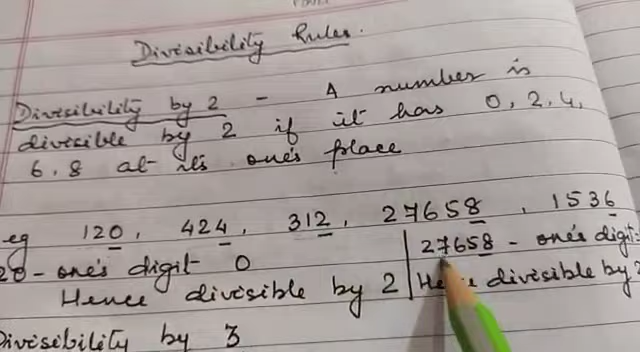 Divisibility Rules.
Divisibility by 2 - A number is
divisible by 2 if it has 0, 2, 4,
6, 8 at its one's place
eg 120, 424, 312, 27658, 1536
20 - one's digit 0
27658 - one's digit
Hence divisible by 2
Hence divisible by
Divisibility by 3